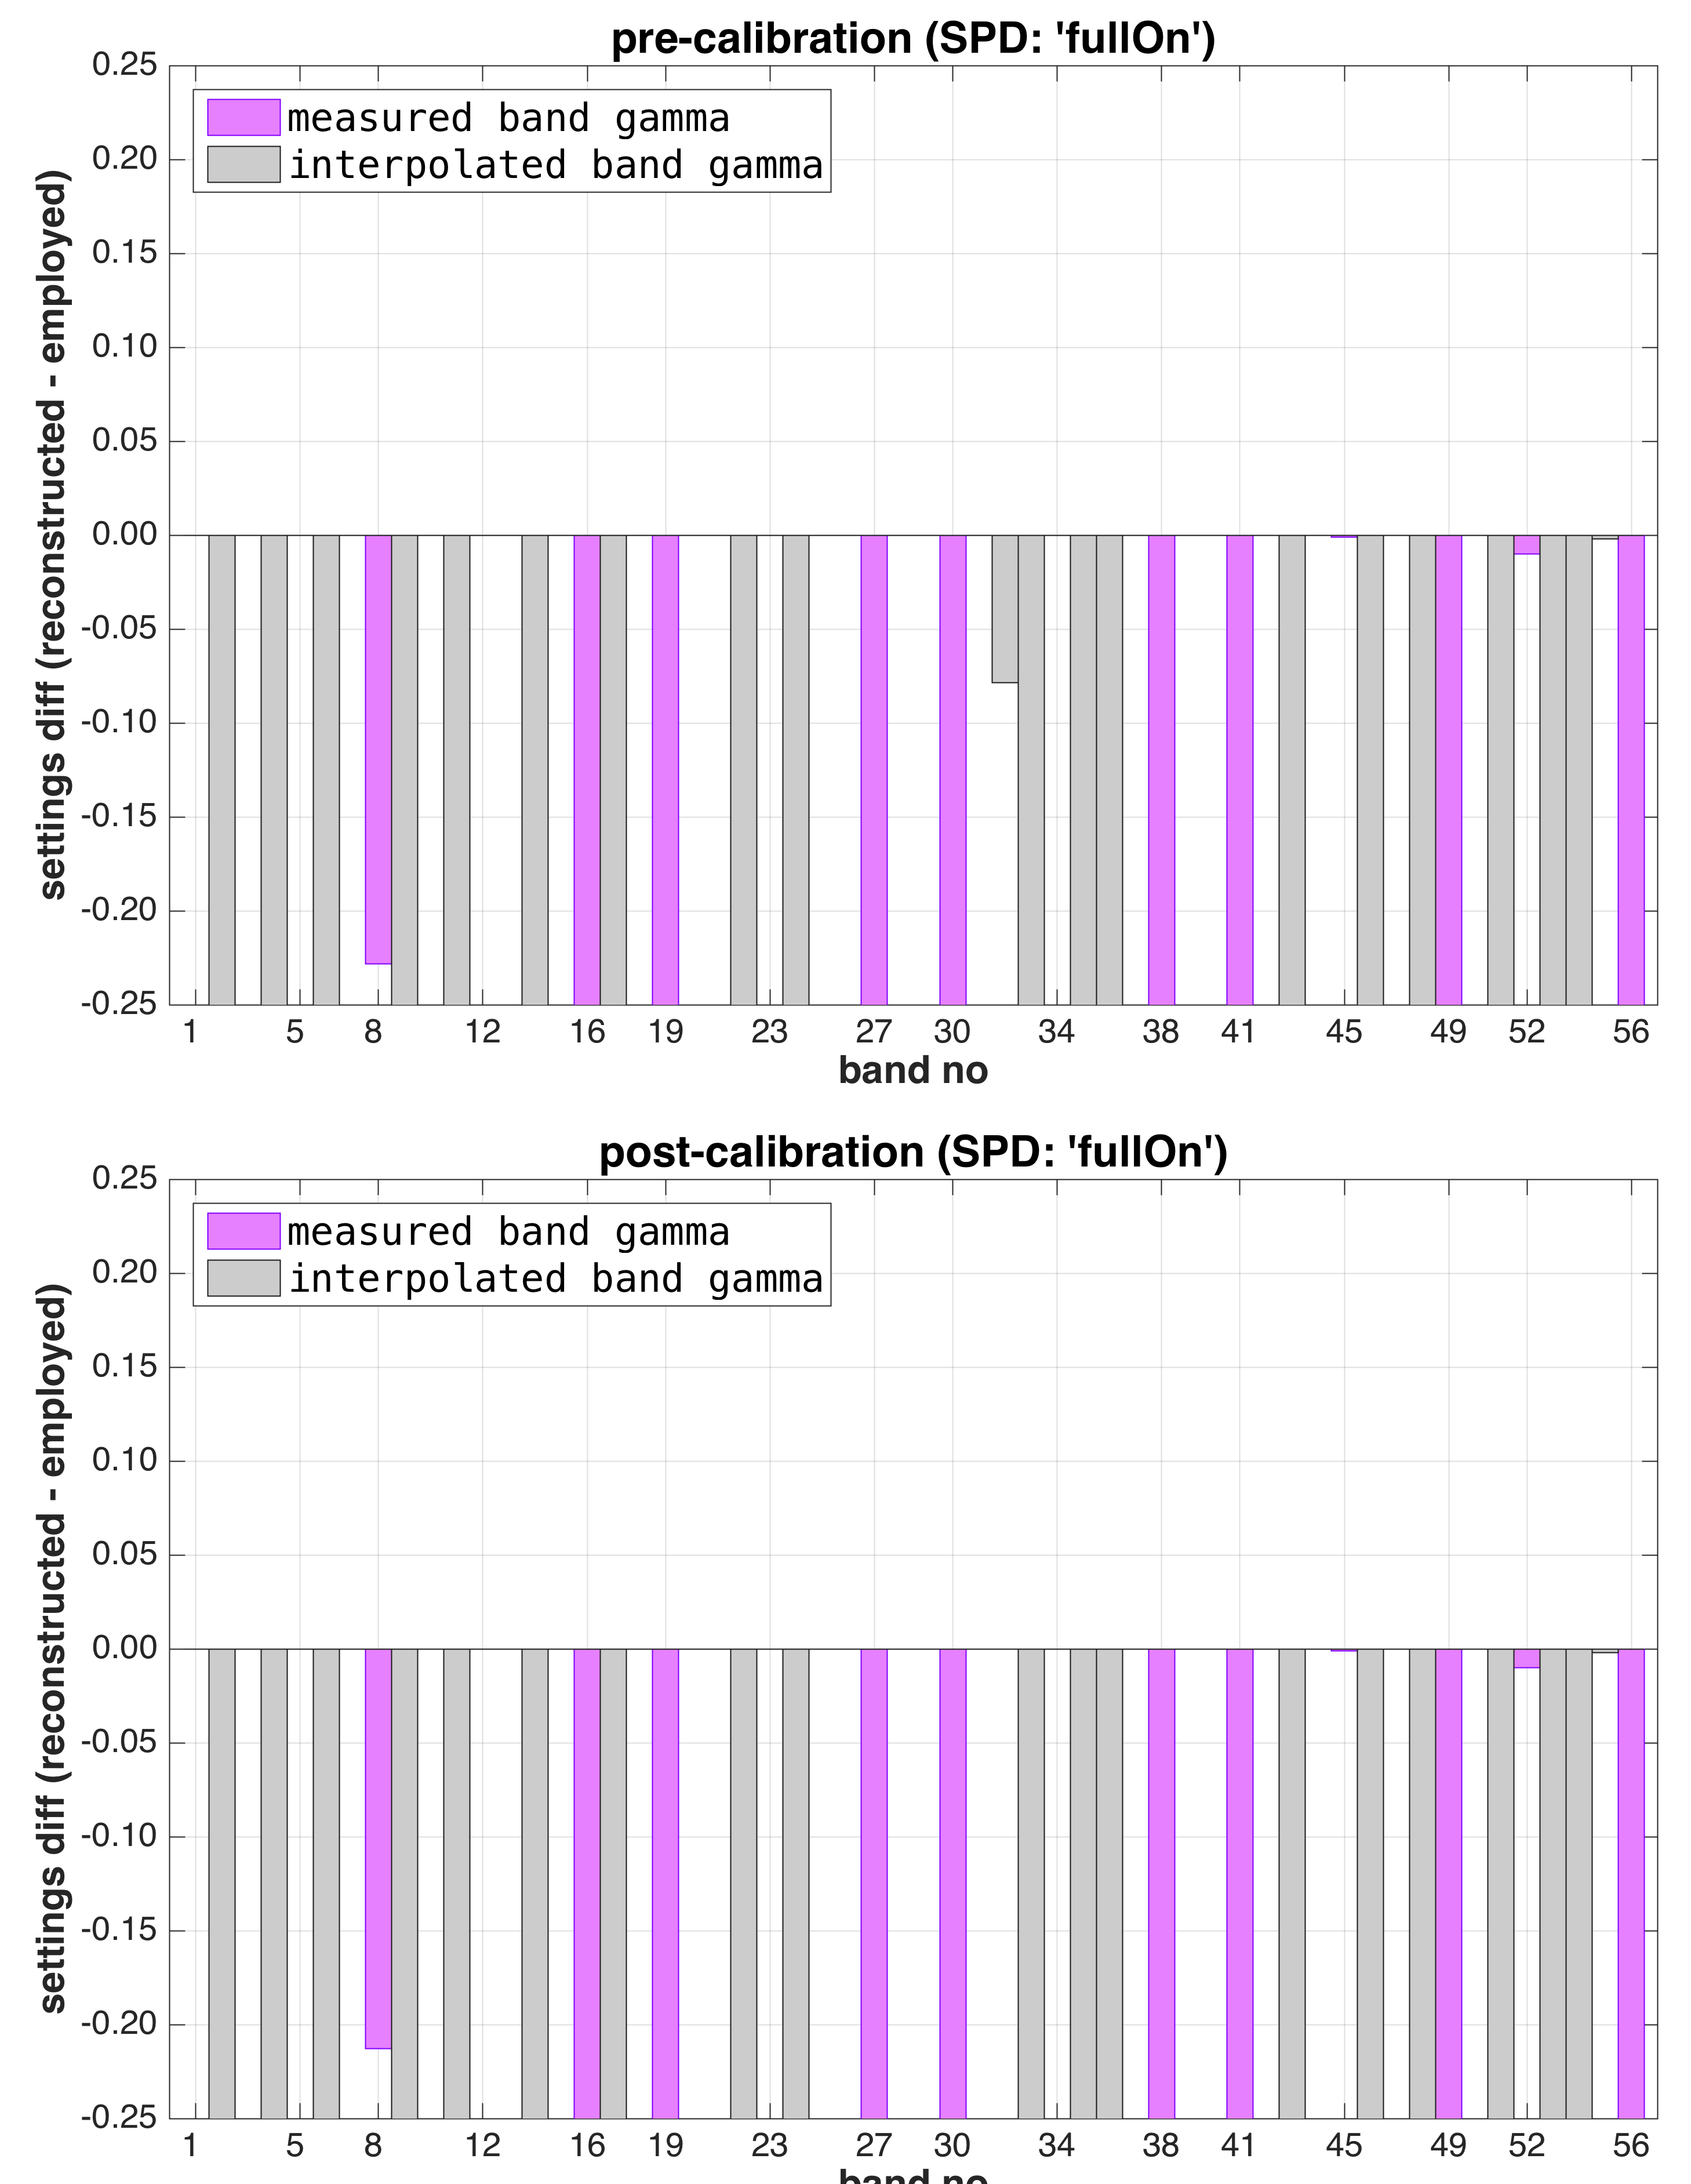 pre-calibration (SPD: 'fullOn')
0.25
0.20
0.15
0.10
0.05
0.00
-0.05
-0.10
-0.15
-0.20
-0.25
settings diff (reconstructed - employed)
measured band gamma
interpolated band gamma
1 5 8 12 16 19 23 27 30 34 38 41 45 49 52 56
band no
post-calibration (SPD: 'fullOn')
0.25
0.20
0.15
0.10
0.05
0.00
-0.05
-0.10
-0.15
-0.20
-0.25
settings diff (reconstructed - employed)
measured band gamma
interpolated band gamma
1 5 8 12 16 19 23 27 30 34 38 41 45 49 52 56
band no